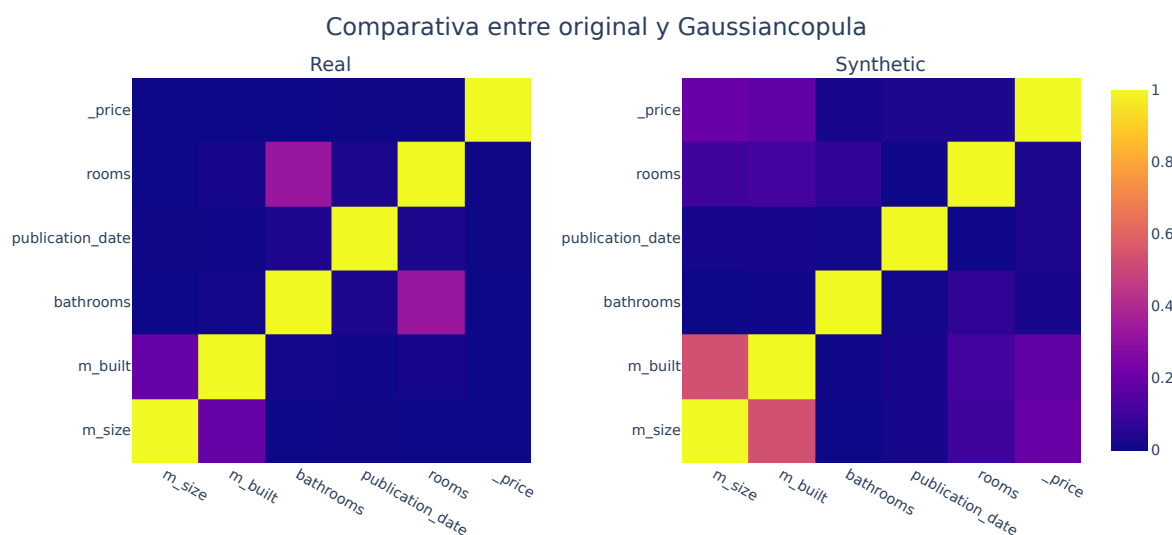 Comparativa entre original y Gaussiancopula
Real
_price
rooms
publication_date
bathrooms
m_built
m_size
m_size
m_built
bathrooms
publication_date
rooms
_price
Synthetic
_price
rooms
publication_date
bathrooms
m_built
m_size
m_size
m_built
bathrooms
publication_date
rooms
_price
1
0.8
0.6
0.4
0.2
0